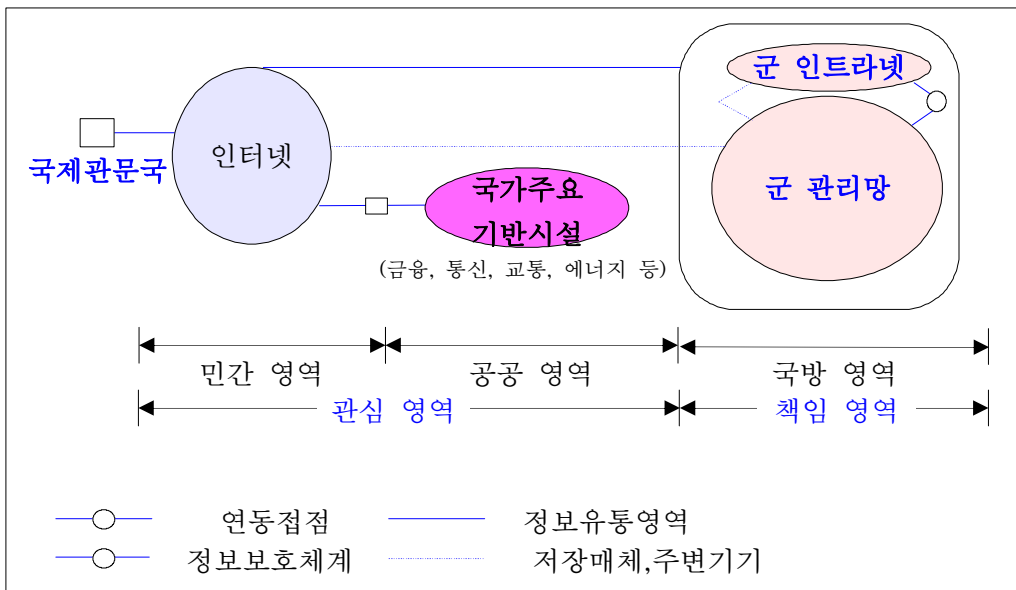 군 인트라넷
인터넷
국제관문국
국가주요
기반시설
군 관리망
(금융, 통신, 교통, 에너지 등)
민간 영역
공공 영역
국방 영역
관심 영역
책임 영역
연동접점
정보유통영역
정보보호체계
저장매체,주변기기